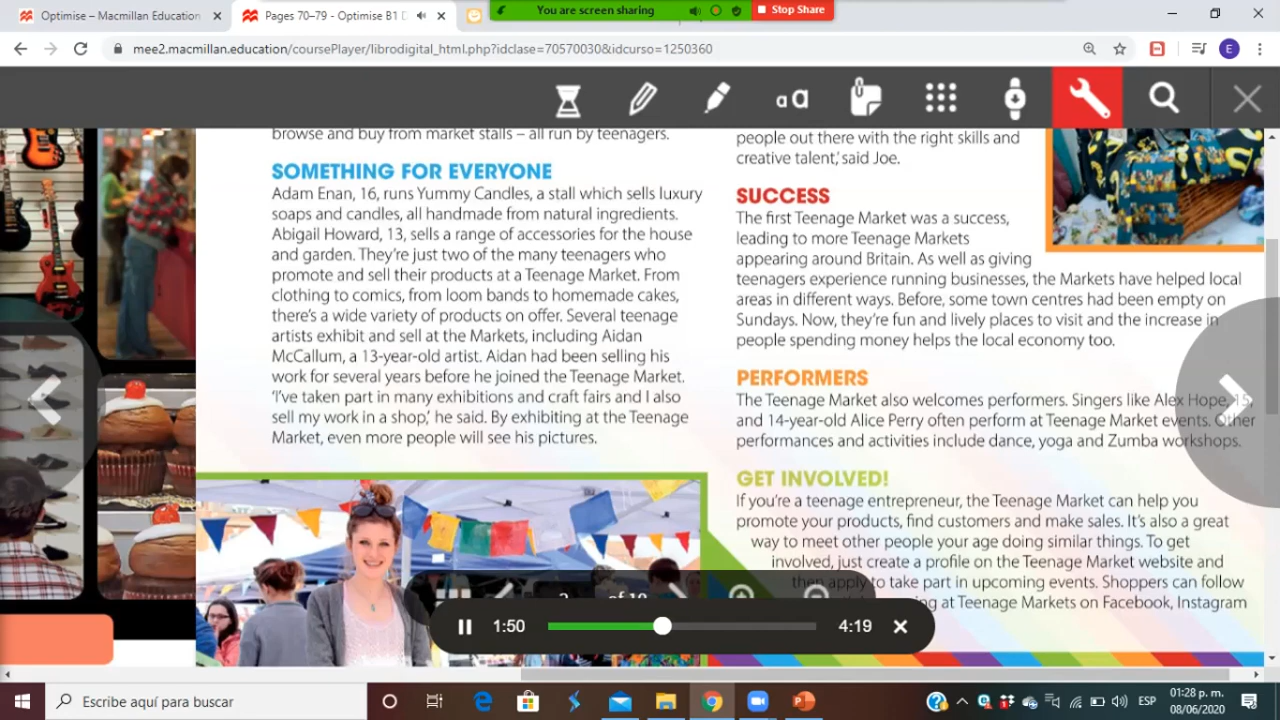 Optimise – Macmillan Education
Pages 70–79 - Optimise B1 D
You are screen sharing
Stop Share
mee2.macmillan.education/coursePlayer/librodigital_html.php?idclase=70570030&idcurso=1250360
E
a a
browse and buy from market stalls – all run by teenagers.
SOMETHING FOR EVERYONE
Adam Enan, 16, runs Yummy Candles, a stall which sells luxury
soaps and candles, all handmade from natural ingredients.
Abigail Howard, 13, sells a range of accessories for the house
and garden. They're just two of the many teenagers who
promote and sell their products at a Teenage Market. From
clothing to comics, from loom bands to homemade cakes,
there's a wide variety of products on offer. Several teenage
artists exhibit and sell at the Markets, including Aidan
McCallum, a 13-year-old artist. Aidan had been selling his
work for several years before he joined the Teenage Market.
'I've taken part in many exhibitions and craft fairs and I also
sell my work in a shop,' he said. By exhibiting at the Teenage
Market, even more people will see his pictures.
people out there with the right skills and
creative talent,' said Joe.
SUCCESS
The first Teenage Market was a success,
leading to more Teenage Markets
appearing around Britain. As well as giving
teenagers experience running businesses, the Markets have helped local
areas in different ways. Before, some town centres had been empty on
Sundays. Now, they're fun and lively places to visit and the increase in
people spending money helps the local economy too.
PERFORMERS
The Teenage Market also welcomes performers. Singers like Alex Hope, 15,
and 14-year-old Alice Perry often perform at Teenage Market events. Other
performances and activities include dance, yoga and Zumba workshops.
GET INVOLVED!
If you're a teenage entrepreneur, the Teenage Market can help you
promote your products, find customers and make sales. It's also a great
way to meet other people your age doing similar things. To get
involved, just create a profile on the Teenage Market website and
then apply to take part in upcoming events. Shoppers can follow
at Teenage Markets on Facebook, Instagram
of 10
1:50
4:19
Escribe aquí para buscar
ESP
01:28 p. m.
08/06/2020